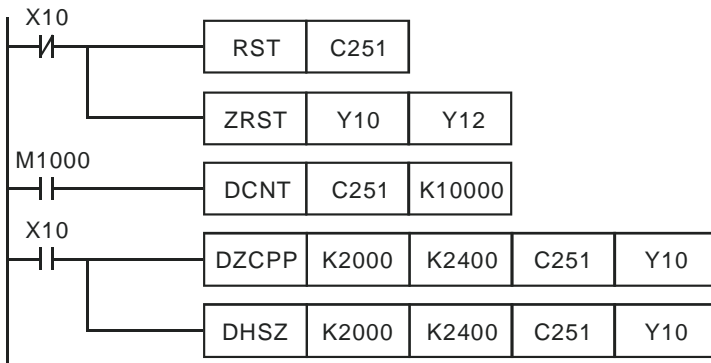 X10
RST C251
ZRST Y10 Y12
M1000
DCNT C251 K10000
X10
DZCPP K2000 K2400 C251 Y10
DHSZ K2000 K2400 C251 Y10